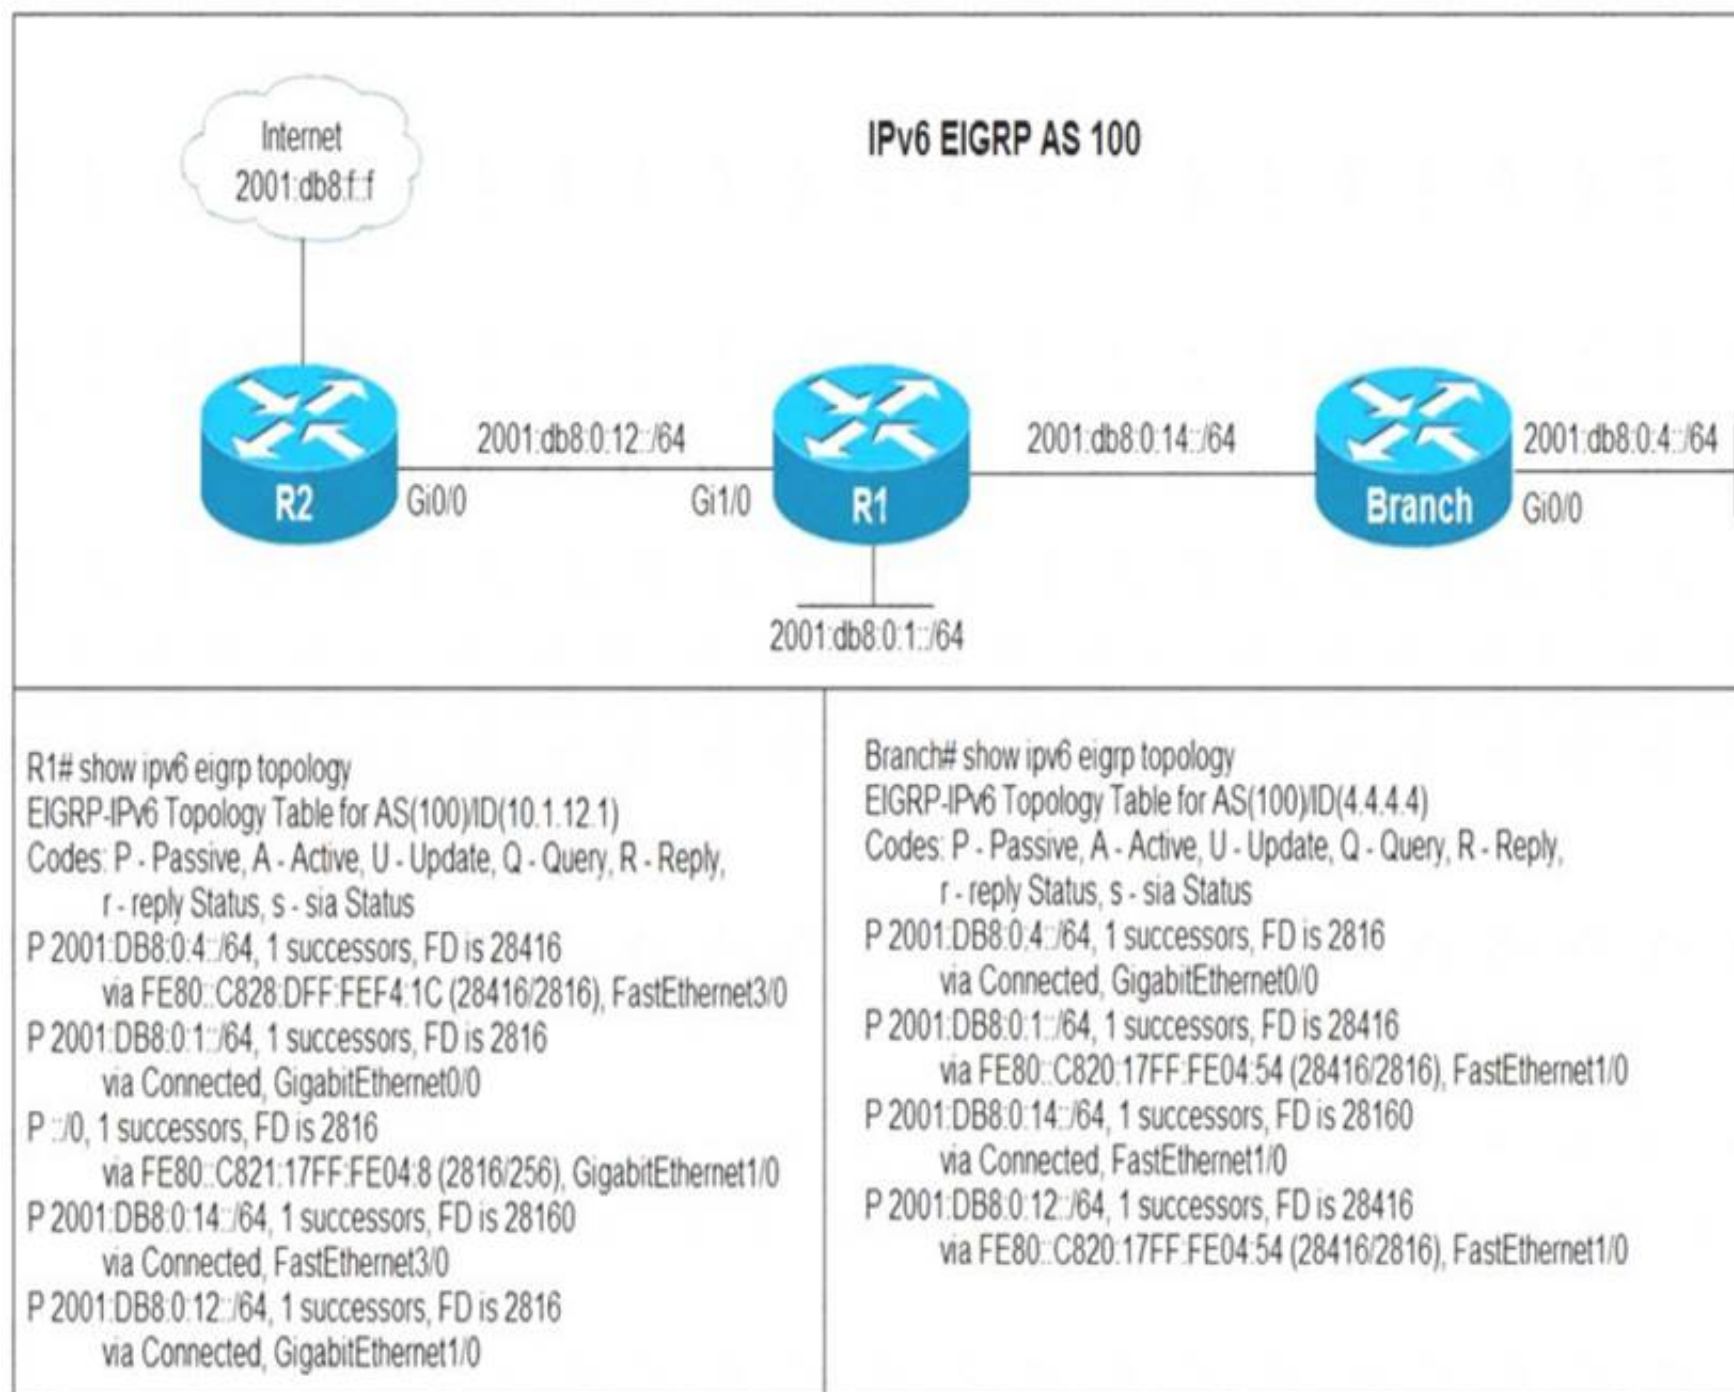 Internet
2001:db8:f::f
IPv6 EIGRP AS 100
2001:db8:0:12::/64
2001:db8:0:14::/64
2001:db8:0:4::/64
R2
Gi0/0
Gi1/0
R1
Branch
Gi0/0
2001:db8:0:1::/64
R1# show ipv6 eigrp topology
EIGRP-IPv6 Topology Table for AS(100)/ID(10.1.12.1)
Codes: P - Passive, A - Active, U - Update, Q - Query, R - Reply,
r - reply Status, s - sia Status
P 2001:DB8:0:4::/64, 1 successors, FD is 28416
via FE80::C828:DFF:FEF4:1C (28416/2816), FastEthernet3/0
P 2001:DB8:0:1::/64, 1 successors, FD is 2816
via Connected, GigabitEthernet0/0
P ::/0, 1 successors, FD is 2816
via FE80::C821:17FF:FE04:8 (2816/256), GigabitEthernet1/0
P 2001:DB8:0:14::/64, 1 successors, FD is 28160
via Connected, FastEthernet3/0
P 2001:DB8:0:12::/64, 1 successors, FD is 2816
via Connected, GigabitEthernet1/0
Branch# show ipv6 eigrp topology
EIGRP-IPv6 Topology Table for AS(100)/ID(4.4.4.4)
Codes: P - Passive, A - Active, U - Update, Q - Query, R - Reply,
r - reply Status, s - sia Status
P 2001:DB8:0:4::/64, 1 successors, FD is 2816
via Connected, GigabitEthernet0/0
P 2001:DB8:0:1::/64, 1 successors, FD is 28416
via FE80::C820:17FF:FE04:54 (28416/2816), FastEthernet1/0
P 2001:DB8:0:14::/64, 1 successors, FD is 28160
via Connected, FastEthernet1/0
P 2001:DB8:0:12::/64, 1 successors, FD is 28416
via FE80::C820:17FF:FE04:54 (28416/2816), FastEthernet1/0